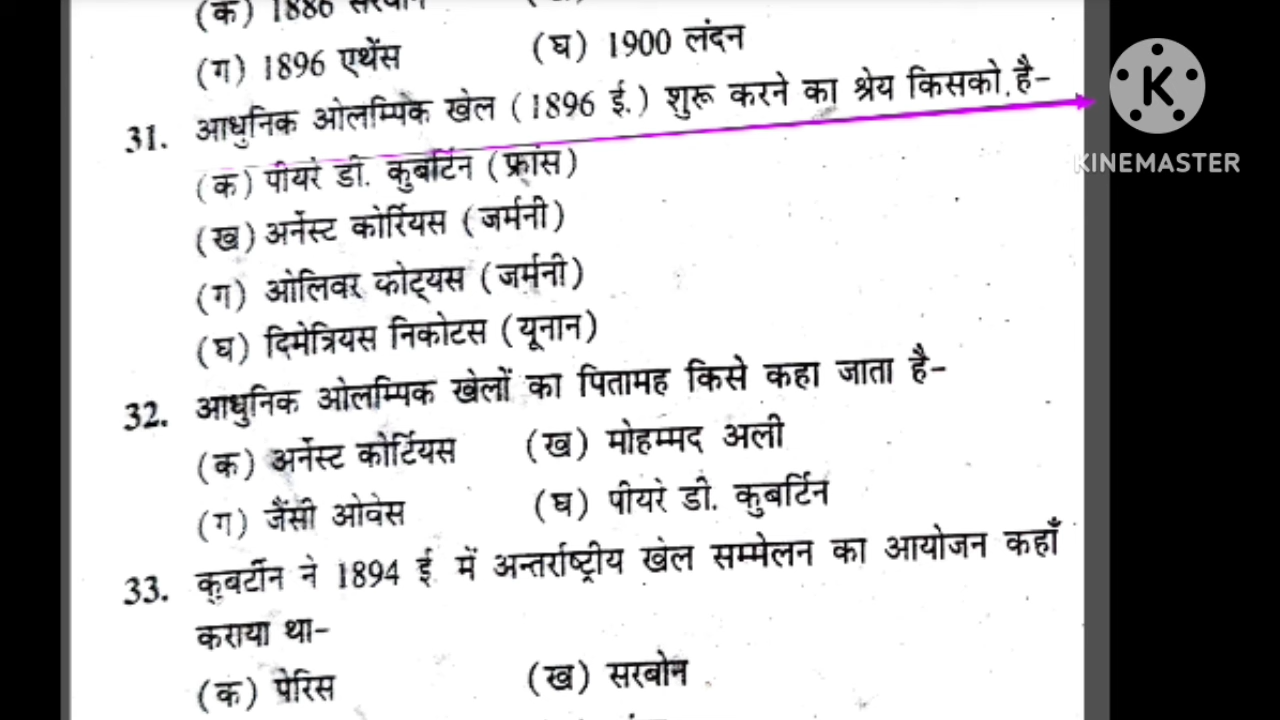 (क) 1886 सरबोन
(ग) 1896 एथेंस (घ) 1900 लंदन
31. आधुनिक ओलम्पिक खेल (1896 ई.) शुरू करने का श्रेय किसको है-
(क) पीयरे डी. कुबर्टिन (फ्रांस)
(ख) अर्नेस्ट कोर्रियस (जर्मनी)
(ग) ओलिवर कोट्यस (जर्मनी)
(घ) दिमेत्रियस निकोटस (यूनान)
32. आधुनिक ओलम्पिक खेलों का पितामह किसे कहा जाता है-
(क) अर्नेस्ट कोर्टियस (ख) मोहम्मद अली
(ग) जैंसी ओवेस (घ) पीयरे डी. कुबर्टिन
33. कुबर्टीन ने 1894 ई में अन्तर्राष्ट्रीय खेल सम्मेलन का आयोजन कहाँ
कराया था-
(क) पेरिस (ख) सरबोन
K
KINEMASTER